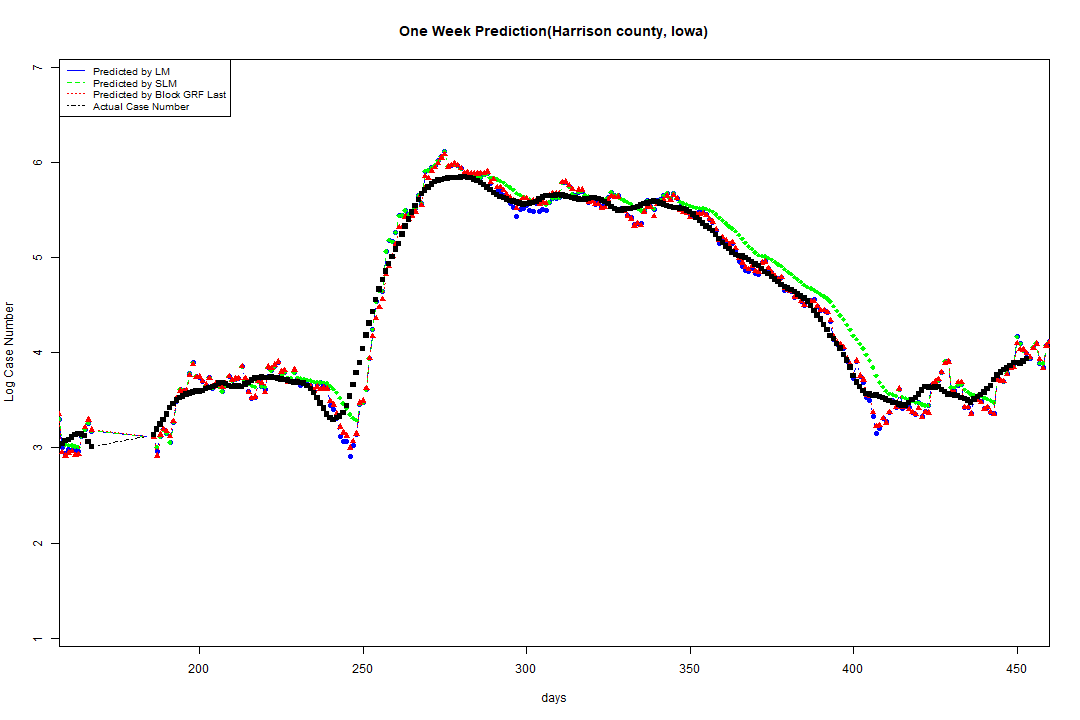 One Week Prediction(Harrison county, Iowa)
Predicted by LM
Predicted by SLM
Predicted by Block GRF Last
Actual Case Number
7
6
5
4
3
2
1
Log Case Number
200
250
300
350
400
450
days